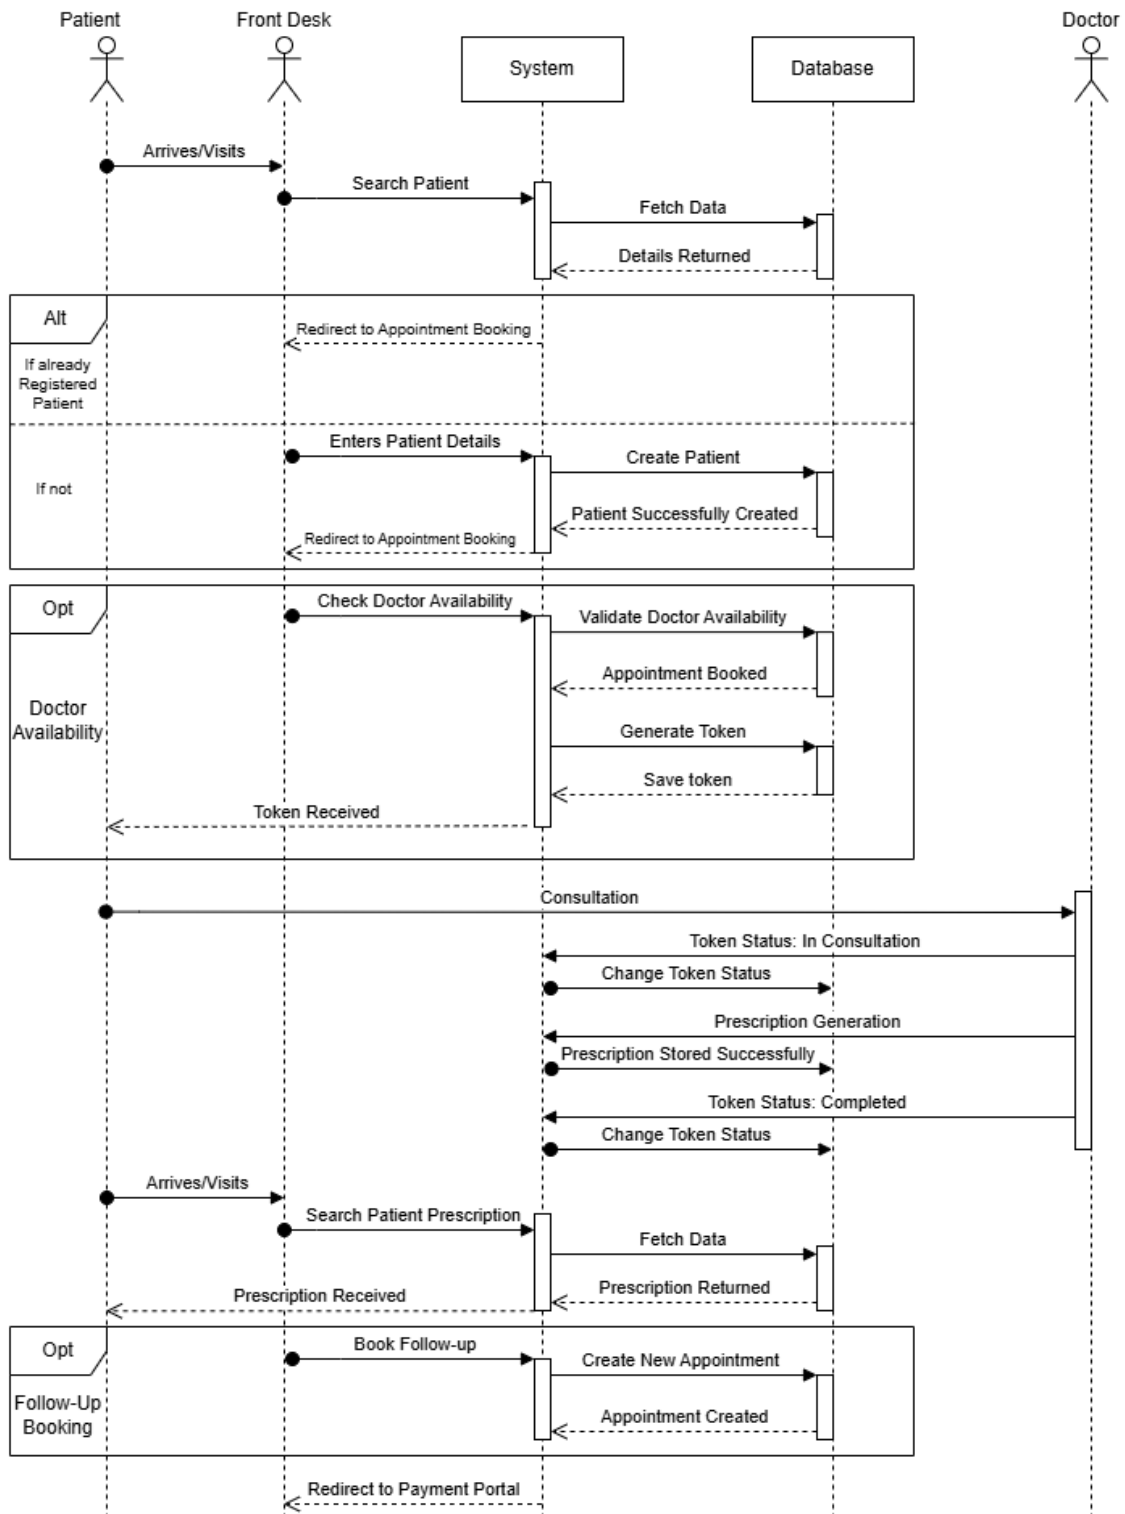 Patient
Front Desk
System
Database
Doctor
Arrives/Visits
Search Patient
Fetch Data
Details Returned
Alt
Redirect to Appointment Booking
If already
Registered
Patient
Enters Patient Details
Create Patient
If not
Patient Successfully Created
Redirect to Appointment Booking
Opt
Check Doctor Availability
Validate Doctor Availability
Appointment Booked
Doctor
Availability
Generate Token
Save token
Token Received
Consultation
Token Status: In Consultation
Change Token Status
Prescription Generation
Prescription Stored Successfully
Token Status: Completed
Change Token Status
Arrives/Visits
Search Patient Prescription
Fetch Data
Prescription Returned
Prescription Received
Opt
Book Follow-up
Create New Appointment
Follow-Up
Booking
Appointment Created
Redirect to Payment Portal